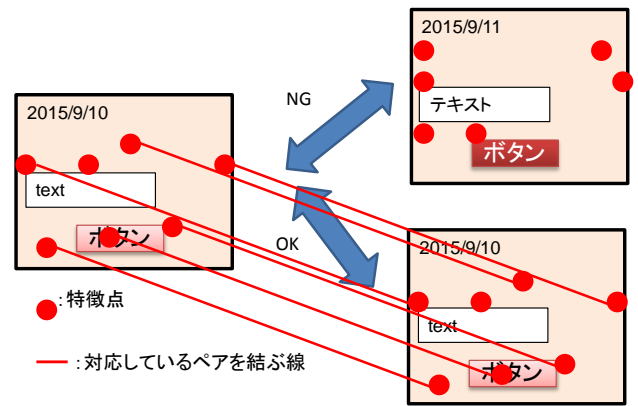 2015/9/11
NG
テキスト
ボタン
2015/9/10
text
ボタン
OK
2015/9/10
text
ボタン
:特徴点
:対応しているペアを結ぶ線